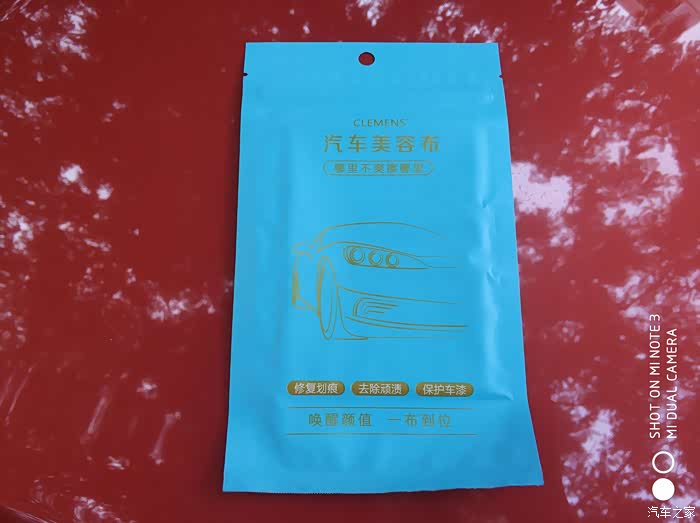 CLEMENS
汽车美容布
哪里不爽擦哪里
修复划痕 去除顽渍 保护车漆
唤醒颜值 一布到位
SHOT ON MI NOTE 3
MI DUAL CAMERA
汽车之家